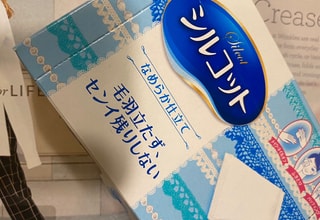 Silcot
シルコット
なめらか仕立て
毛羽立たず、
センイ残りしない
Crease
or LIFE